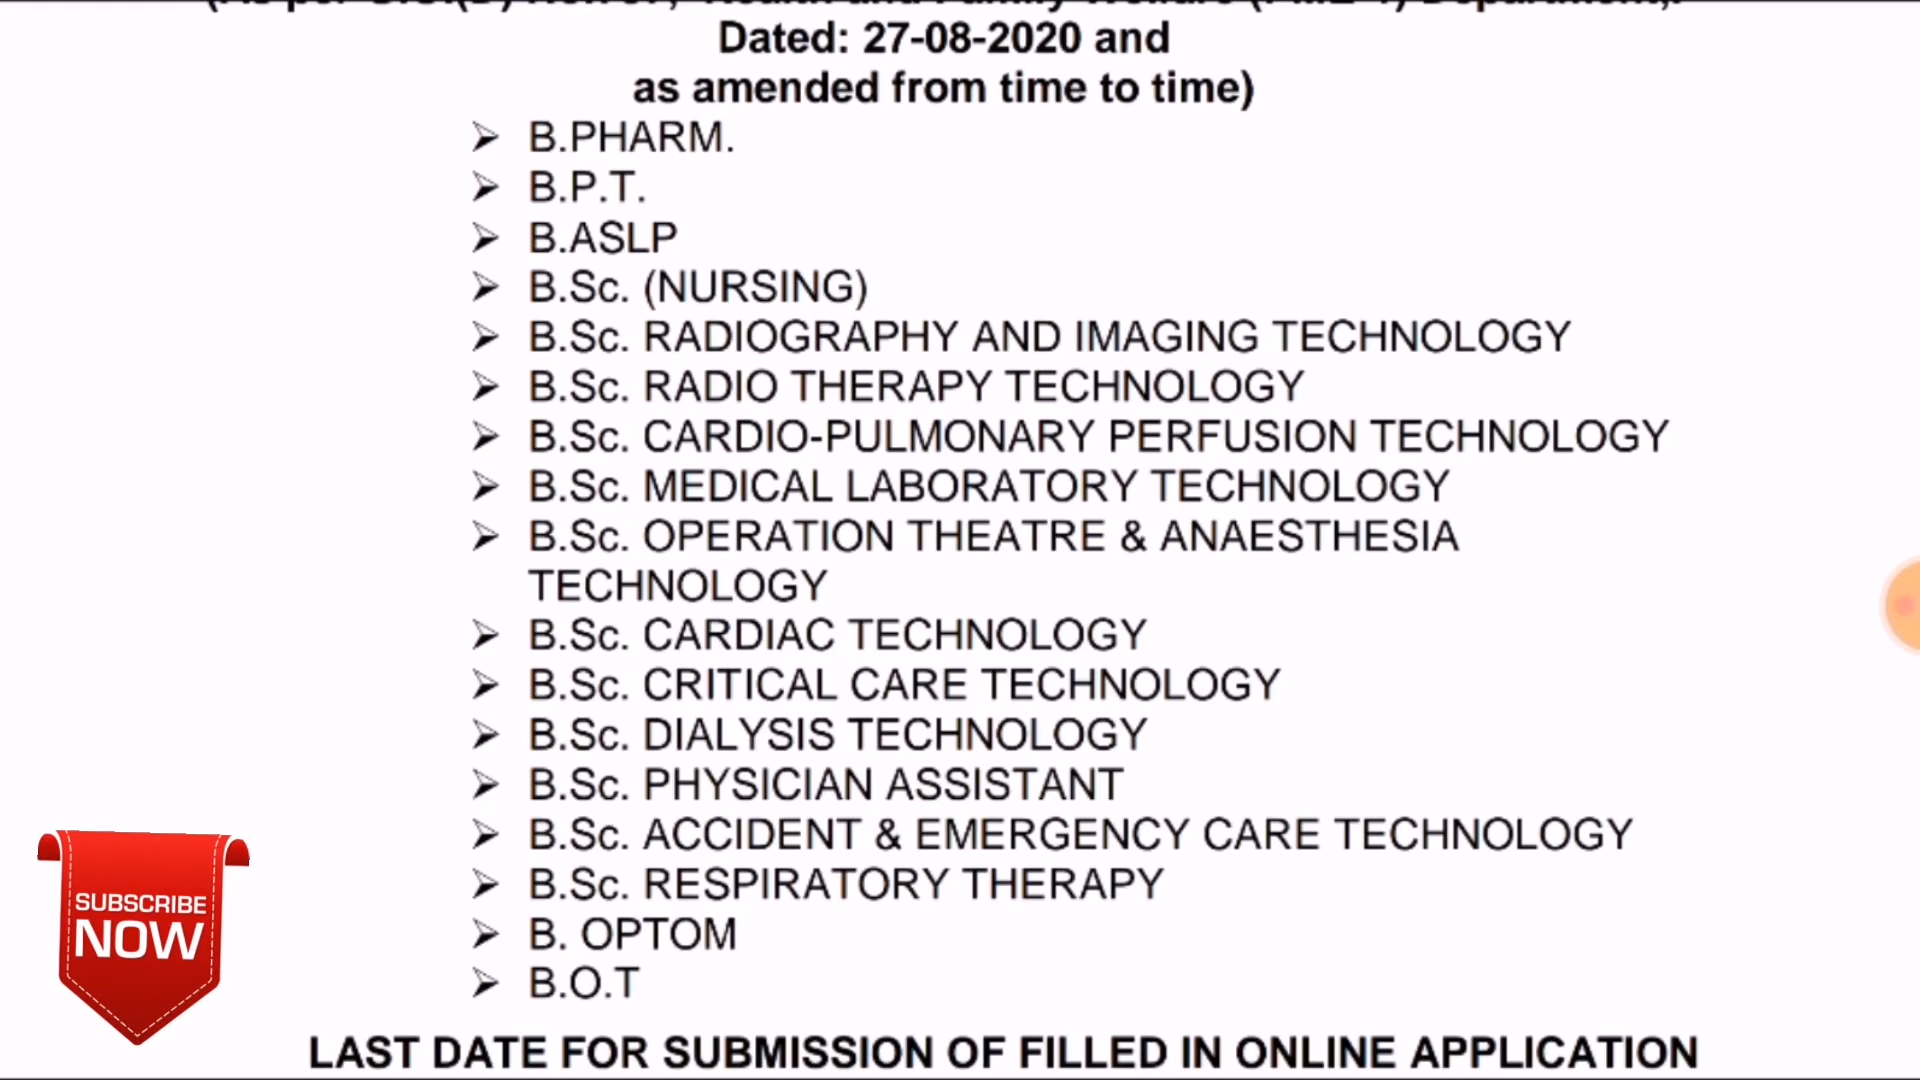 Dated: 27-08-2020 and
as amended from time to time)
➢ B.PHARM.
➢ B.P.T.
➢ B.ASLP
➢ B.Sc. (NURSING)
➢ B.Sc. RADIOGRAPHY AND IMAGING TECHNOLOGY
➢ B.Sc. RADIO THERAPY TECHNOLOGY
➢ B.Sc. CARDIO-PULMONARY PERFUSION TECHNOLOGY
➢ B.Sc. MEDICAL LABORATORY TECHNOLOGY
➢ B.Sc. OPERATION THEATRE & ANAESTHESIA
TECHNOLOGY
➢ B.Sc. CARDIAC TECHNOLOGY
➢ B.Sc. CRITICAL CARE TECHNOLOGY
➢ B.Sc. DIALYSIS TECHNOLOGY
➢ B.Sc. PHYSICIAN ASSISTANT
➢ B.Sc. ACCIDENT & EMERGENCY CARE TECHNOLOGY
➢ B.Sc. RESPIRATORY THERAPY
➢ B. OPTOM
➢ B.O.T
LAST DATE FOR SUBMISSION OF FILLED IN ONLINE APPLICATION
SUBSCRIBE
NOW